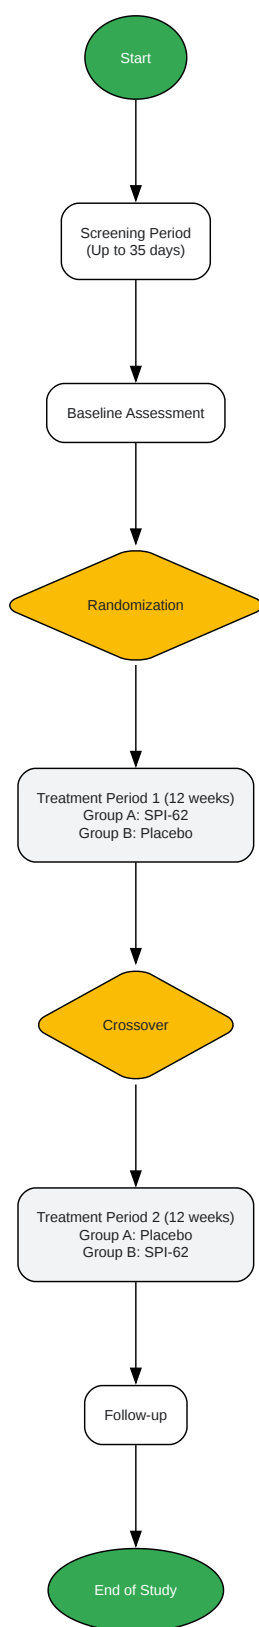 Start
Screening Period
(Up to 35 days)
Baseline Assessment
Randomization
Treatment Period 1 (12 weeks)
Group A: SPI-62
Group B: Placebo
Crossover
Treatment Period 2 (12 weeks)
Group A: Placebo
Group B: SPI-62
Follow-up
End of Study